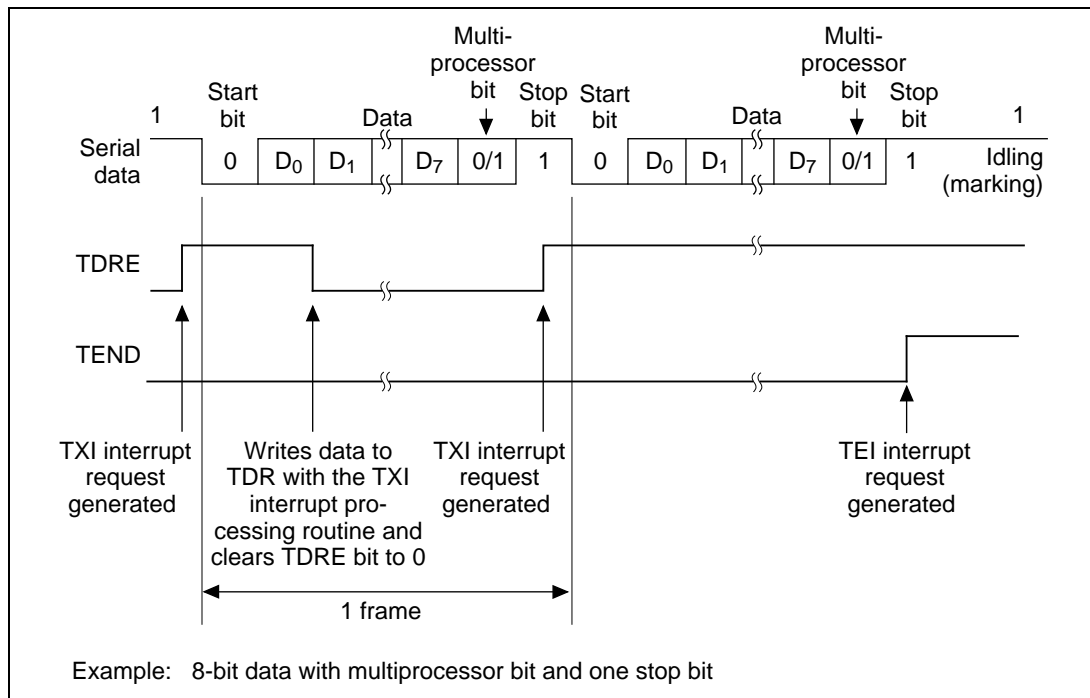 Multi-
processor
bit
Multi-
processor
bit
1
Start
bit
Data
Stop
bit
Start
bit
Data
Stop
bit
1
Serial
data
0 D0 D1 D7 0/1 1 0 D0 D1 D7 0/1 1
Idling
(marking)
TDRE
TEND
TXI interrupt
request
generated
Writes data to
TDR with the TXI
interrupt pro-
cessing routine and
clears TDRE bit to 0
TXI interrupt
request
generated
TEI interrupt
request
generated
1 frame
Example: 8-bit data with multiprocessor bit and one stop bit